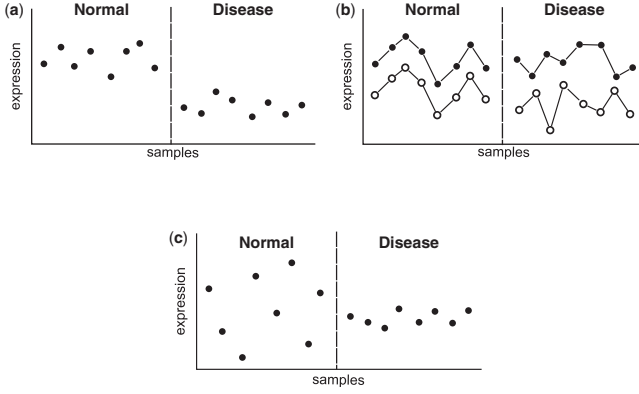 (a)
Normal
Disease
expression
samples
(b)
Normal
Disease
expression
samples
(c)
Normal
Disease
expression
samples